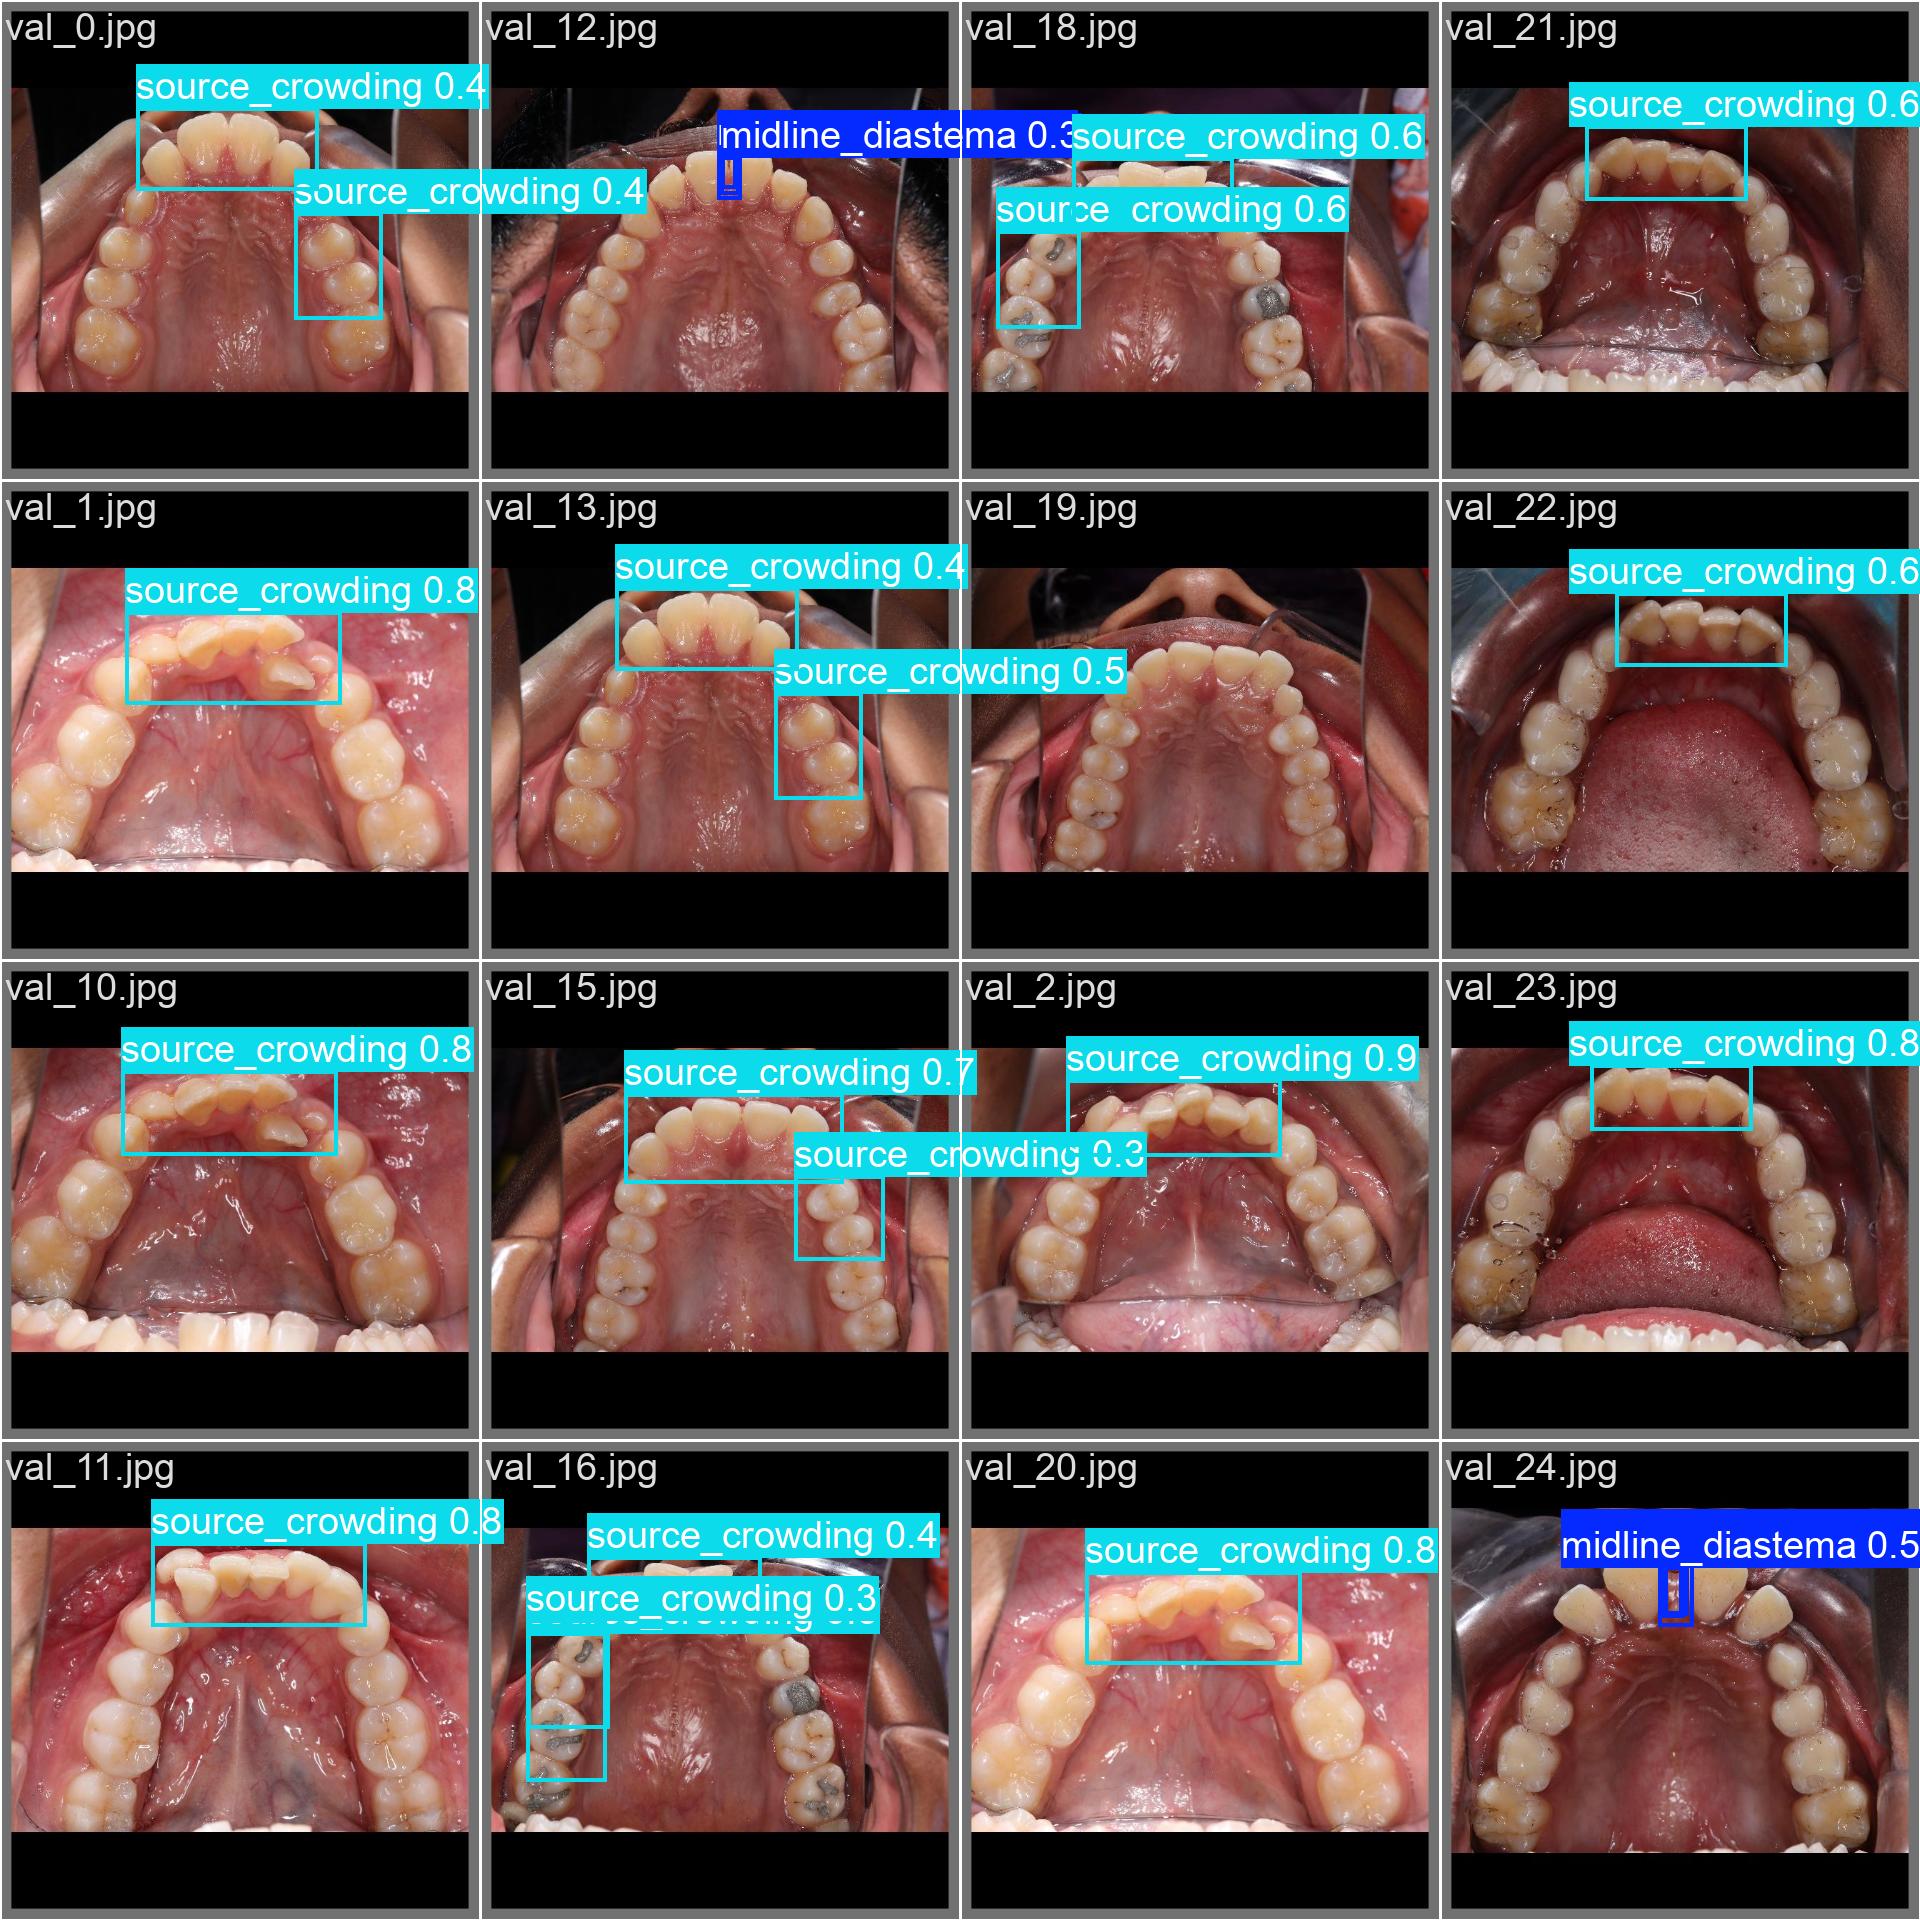 val_0.jpg
source_crowding 0.4
source_crowding 0.4
val_12.jpg
midline_diastema 0.3
val_18.jpg
source_crowding 0.6
source_crowding 0.6
val_21.jpg
source_crowding 0.6
val_1.jpg
source_crowding 0.8
val_13.jpg
source_crowding 0.4
source_crowding 0.5
val_19.jpg
val_22.jpg
source_crowding 0.6
val_10.jpg
source_crowding 0.8
val_15.jpg
source_crowding 0.7
source_crowding 0.3
val_2.jpg
source_crowding 0.9
val_23.jpg
source_crowding 0.8
val_11.jpg
source_crowding 0.8
val_16.jpg
source_crowding 0.4
source_crowding 0.3
val_20.jpg
source_crowding 0.8
val_24.jpg
midline_diastema 0.5